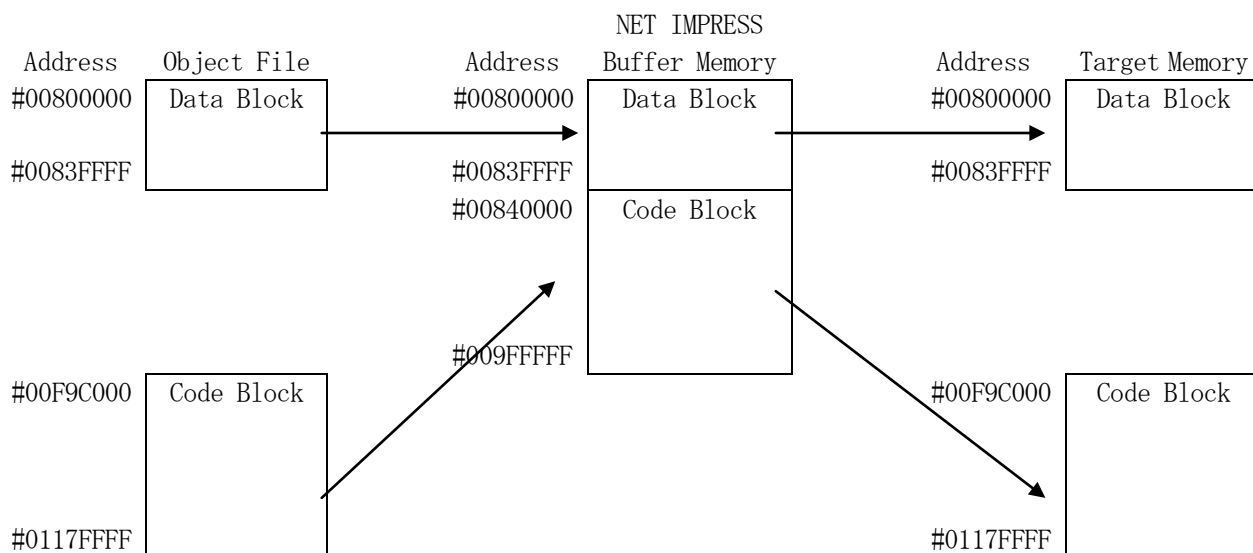 NET IMPRESS
Address Object File Address Buffer Memory Address Target Memory
#00800000 Data Block #00800000 Data Block #00800000 Data Block
#0083FFFF #0083FFFF #0083FFFF
#00840000 Code Block
#009FFFFF
#00F9C000 Code Block #00F9C000 Code Block
#0117FFFF #0117FFFF